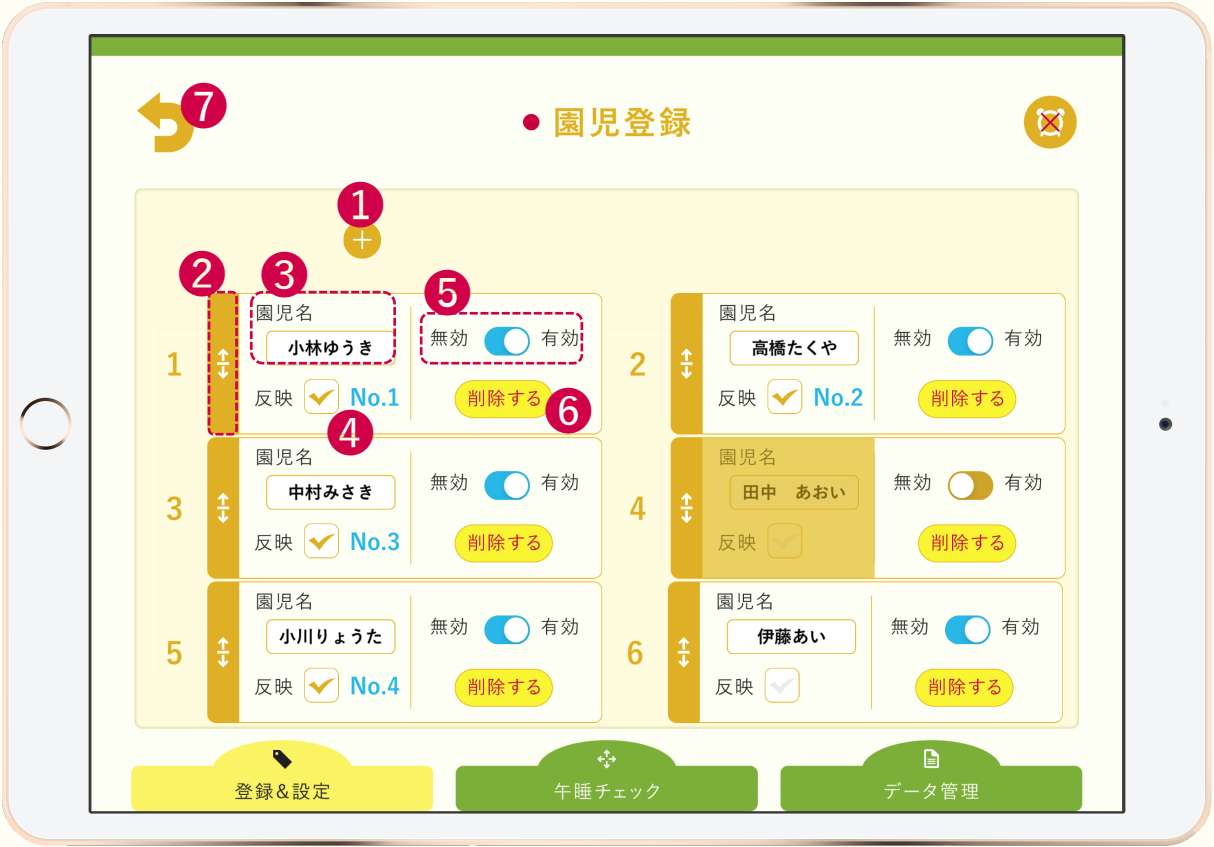 7
園児登録
1
2
3
5
園児名
無効 有効
1
小林ゆうき
反映 No.1
削除する
4
6
2
園児名
無効 有効
高橋たくや
反映 No.2
削除する
3
園児名
無効 有効
中村みさき
反映 No.3
削除する
4
園児名
無効 有効
田中 あおい
反映
削除する
5
園児名
無効 有効
小川りょうた
反映 No.4
削除する
6
園児名
無効 有効
伊藤あい
反映
削除する
登録&設定
午睡チェック
データ管理